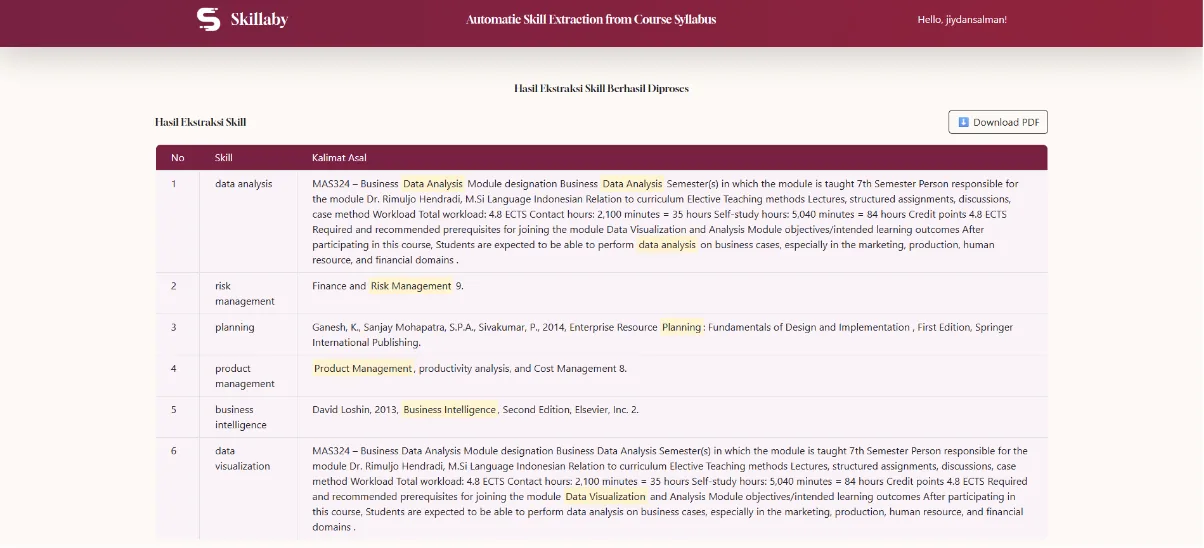 Skillaby
Automatic Skill Extraction from Course Syllabus
Hello, jiydansalman!
Hasil Ekstraksi Skill Berhasil Diproses
Hasil Ekstraksi Skill
Download PDF
No Skill Kalimat Asal
1 data analysis MAS324 – Business Data Analysis Module designation Business Data Analysis Semester(s) in which the module is taught 7th Semester Person responsible for
the module Dr. Rimuljo Hendradi, M.Si Language Indonesian Relation to curriculum Elective Teaching methods Lectures, structured assignments, discussions,
case method Workload Total workload: 4.8 ECTS Contact hours: 2,100 minutes = 35 hours Self-study hours: 5,040 minutes = 84 hours Credit points 4.8 ECTS
Required and recommended prerequisites for joining the module Data Visualization and Analysis Module objectives/intended learning outcomes After
participating in this course, Students are expected to be able to perform data analysis on business cases, especially in the marketing, production, human
resource, and financial domains .
2 risk Finance and Risk Management 9.
management
3 planning Ganesh, K., Sanjay Mohapatra, S.P.A., Sivakumar, P., 2014, Enterprise Resource Planning: Fundamentals of Design and Implementation , First Edition, Springer
International Publishing.
4 product Product Management, productivity analysis, and Cost Management 8.
management
5 business David Loshin, 2013, Business Intelligence, Second Edition, Elsevier, Inc. 2.
intelligence
6 data MAS324 – Business Data Analysis Module designation Business Data Analysis Semester(s) in which the module is taught 7th Semester Person responsible for the
visualization module Dr. Rimuljo Hendradi, M.Si Language Indonesian Relation to curriculum Elective Teaching methods Lectures, structured assignments, discussions, case
method Workload Total workload: 4.8 ECTS Contact hours: 2,100 minutes = 35 hours Self-study hours: 5,040 minutes = 84 hours Credit points 4.8 ECTS Required
and recommended prerequisites for joining the module Data Visualization and Analysis Module objectives/intended learning outcomes After participating in
this course, Students are expected to be able to perform data analysis on business cases, especially in the marketing, production, human resource, and financial
domains .